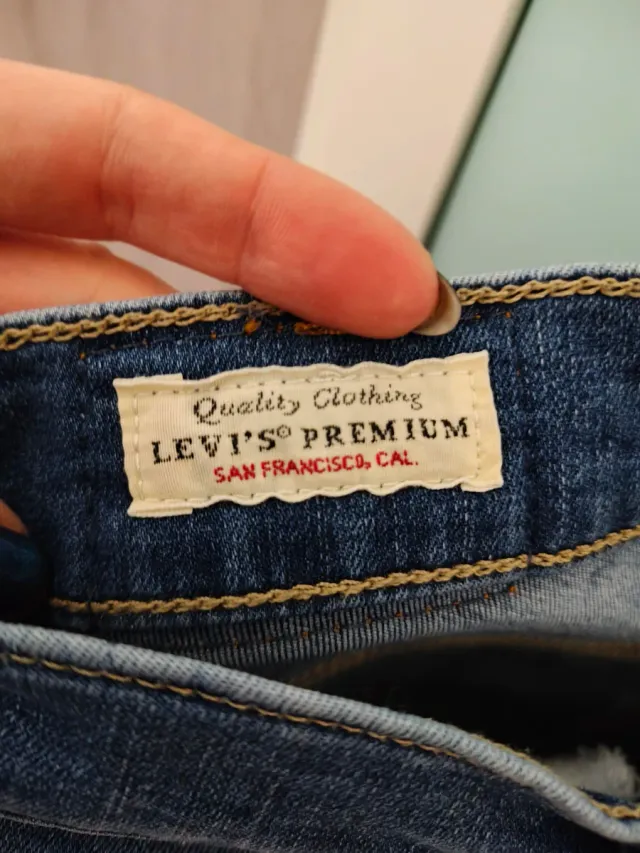 Quality Clothing
LEVI'S® PREMIUM
SAN FRANCISCO, CAL.